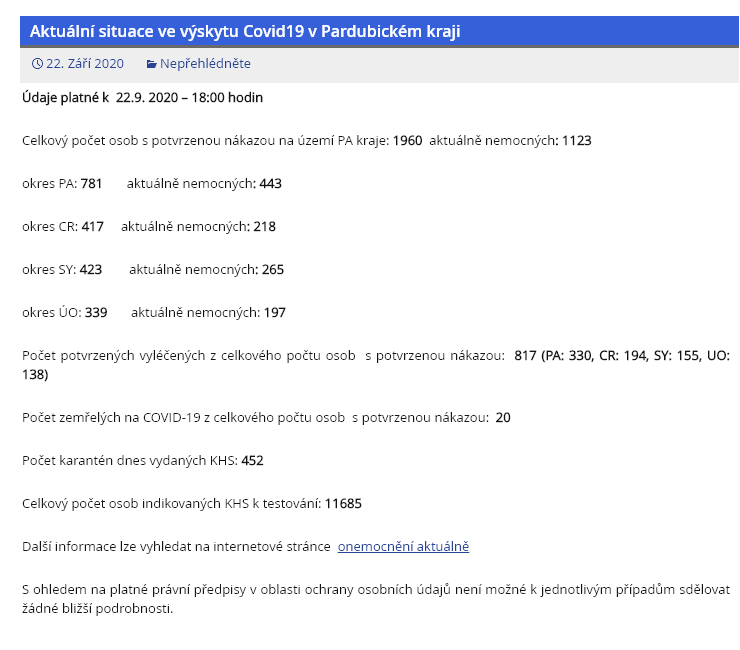 Aktuální situace ve výskytu Covid19 v Pardubickém kraji
22. Září 2020 Nepřehlédněte
Údaje platné k 22.9. 2020 – 18:00 hodin
Celkový počet osob s potvrzenou nákazou na území PA kraje: 1960 aktuálně nemocných: 1123
okres PA: 781 aktuálně nemocných: 443
okres CR: 417 aktuálně nemocných: 218
okres SY: 423 aktuálně nemocných: 265
okres ÚO: 339 aktuálně nemocných: 197
Počet potvrzených vyléčených z celkového počtu osob s potvrzenou nákazou: 817 (PA: 330, CR: 194, SY: 155, UO:
138)
Počet zemřelých na COVID-19 z celkového počtu osob s potvrzenou nákazou: 20
Počet karantén dnes vydaných KHS: 452
Celkový počet osob indikovaných KHS k testování: 11685
Další informace lze vyhledat na internetové stránce onemocnění aktuálně
S ohledem na platné právní předpisy v oblasti ochrany osobních údajů není možné k jednotlivým případům sdělovat
žádné bližší podrobnosti.